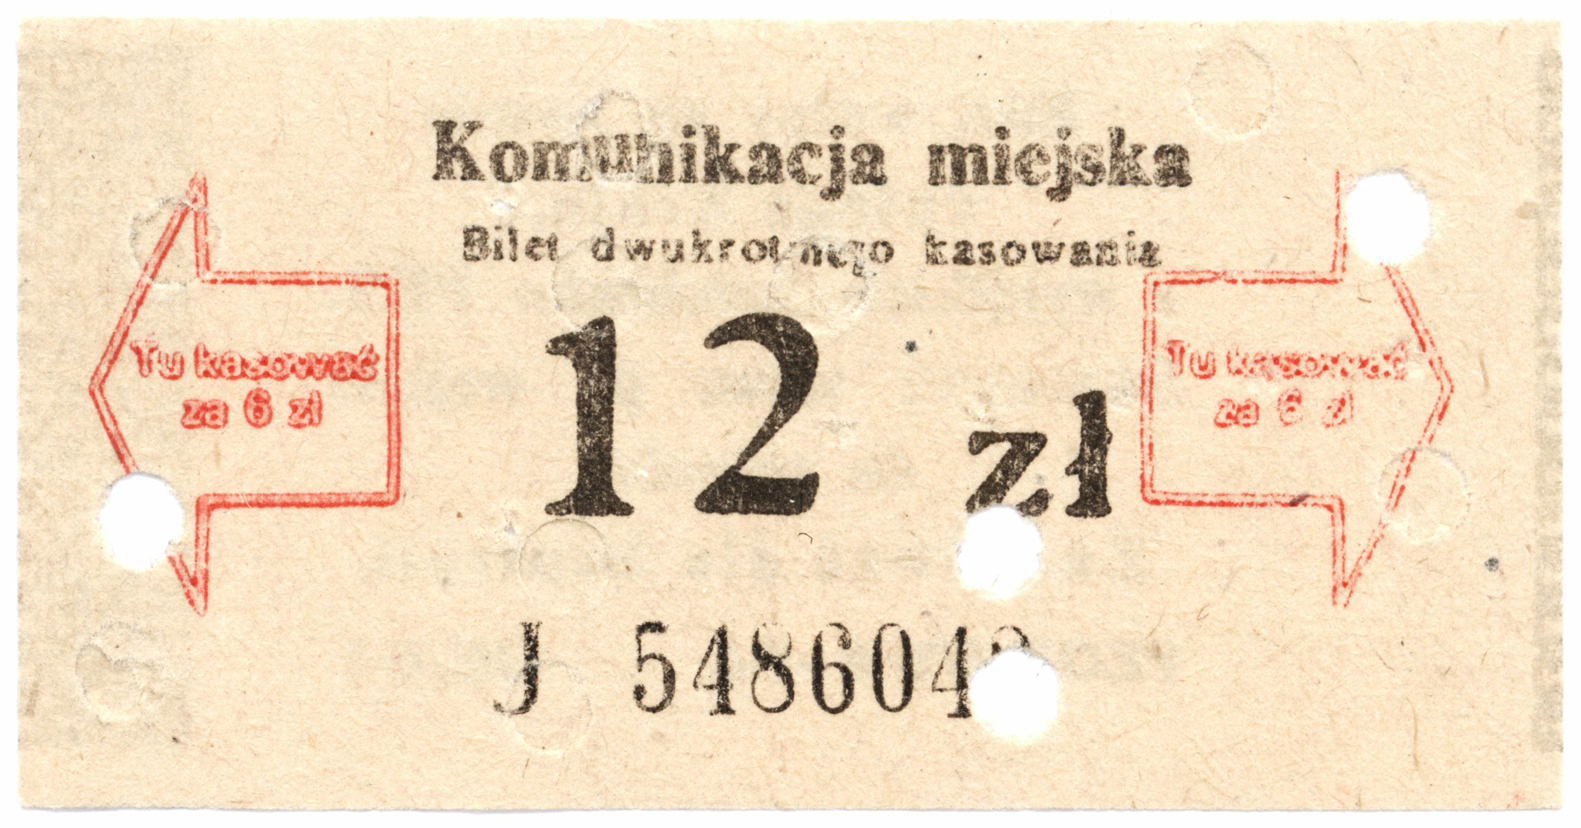 Komunikacja miejska
Bilet dwukrotnego kasowania
Tu kasować
za 6 zł
12 zł
Tu kasować
za 6 zł
J 548604